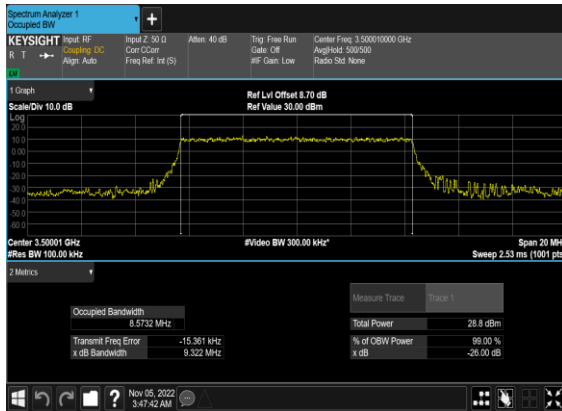 Spectrum Analyzer 1
Occupied BW
KEYSIGHT
R T
Input: RF
Coupling: DC
Align: Auto
Input Z: 50 Ω
Corr CCorr
Freq Ref: Int (S)
Atten: 40 dB
Trig: Free Run
Gate: Off
#IF Gain: Low
Center Freq: 3.500010000 GHz
Avg|Hold: 500/500
Radio Std: None
1 Graph
Scale/Div 10.0 dB
Ref Lvl Offset 8.70 dB
Ref Value 30.00 dBm
Log
20.0
10.0
0.00
-10.0
-20.0
-30.0
-40.0
-50.0
-60.0
Center 3.50001 GHz
#Res BW 100.00 kHz
#Video BW 300.00 kHz*
Span 20 MH
Sweep 2.53 ms (1001 pts
2 Metrics
Measure Trace
Trace 1
Occupied Bandwidth
8.5732 MHz
Total Power
28.8 dBm
Transmit Freq Error
-15.361 kHz
% of OBW Power
99.00 %
x dB Bandwidth
9.322 MHz
x dB
-26.00 dB
Nov 05, 2022
3:47:42 AM